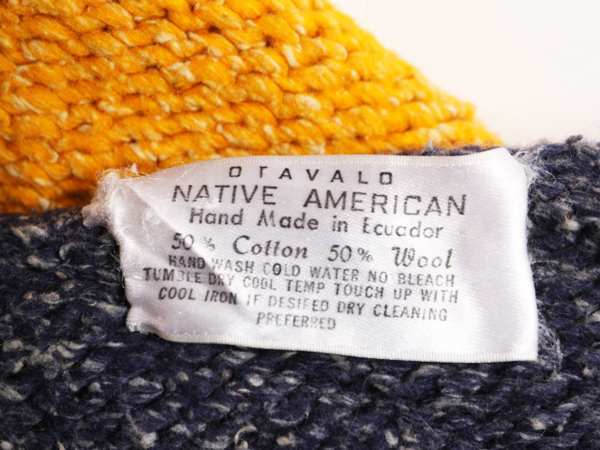 OTAVALO
NATIVE AMERICAN
Hand Made in Ecuador
50% Cotton 50% Wool
HAND WASH COLD WATER NO BLEACH
TUMBLE DRY COOL TEMP TOUCH UP WITH
COOL IRON IF DESIRED DRY CLEANING
PREFERRED